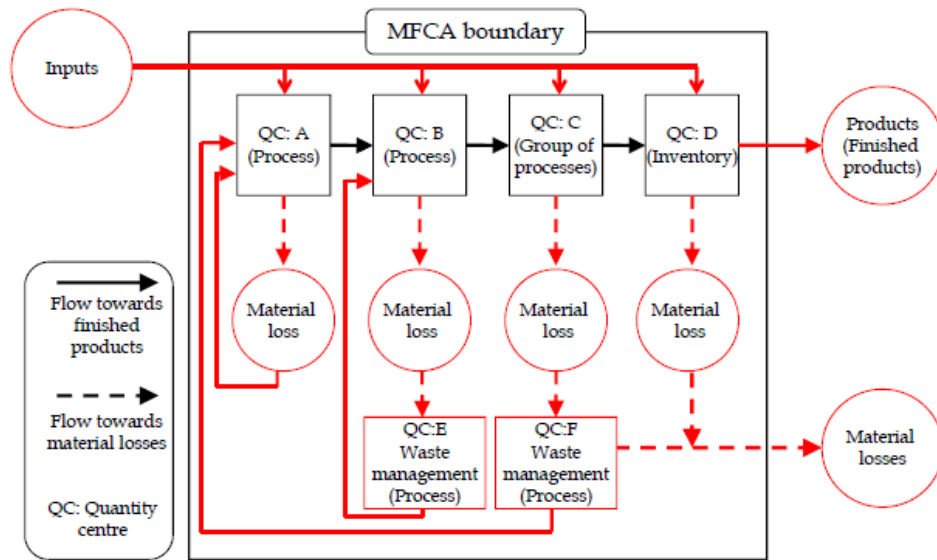 MFCA boundary
Inputs
QC: A
(Process)
QC: B
(Process)
QC: C
(Group of
processes)
QC: D
(Inventory)
Products
(Finished
products)
Flow towards
finished
products
Flow towards
material losses
QC: Quantity
centre
Material
loss
Material
loss
Material
loss
Material
loss
QC:E
Waste
management
(Process)
QC:F
Waste
management
(Process)
Material
losses